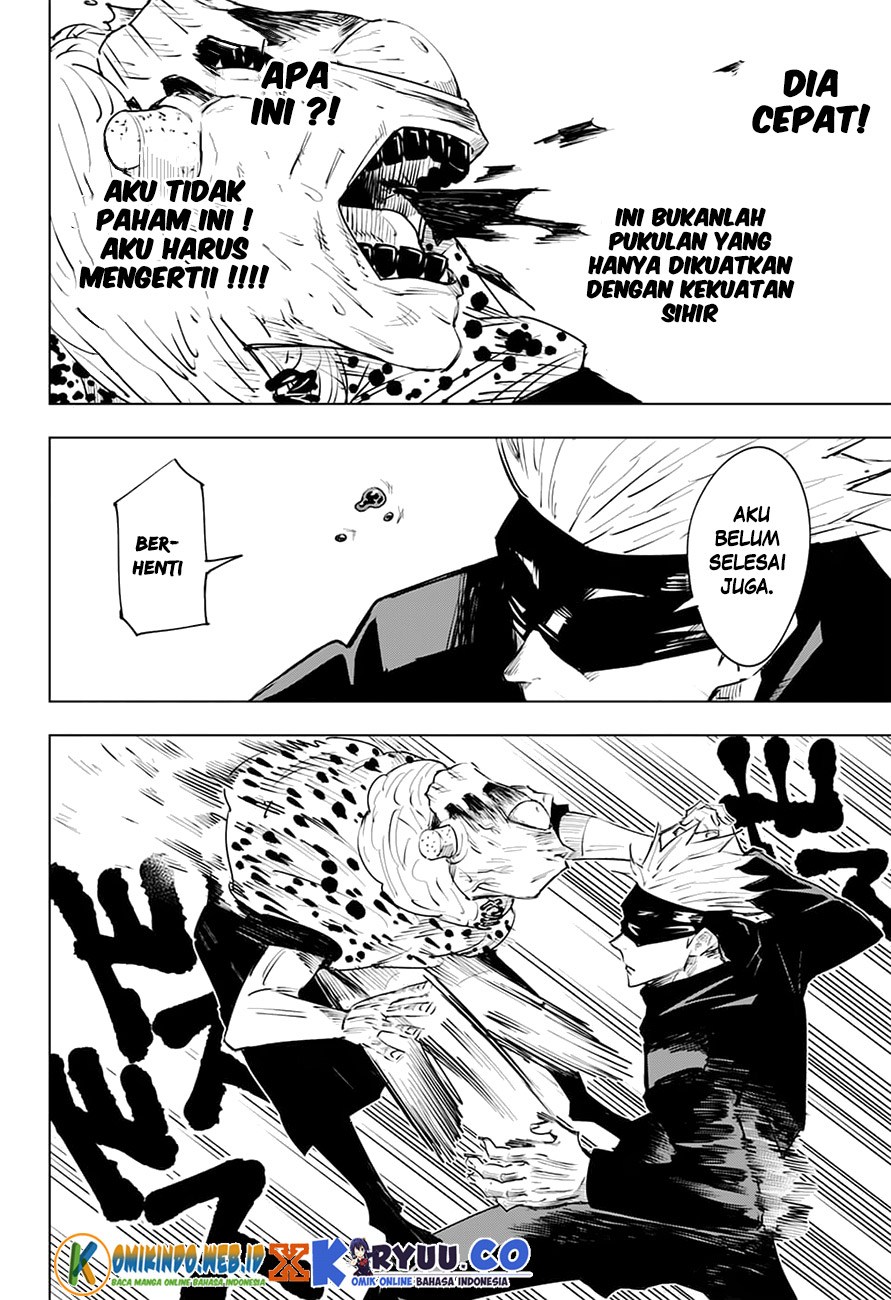 DIA
CEPAT!
INI BUKANLAH
PUKULAN YANG
HANYA DIKUATKAN
DENGAN KEKUATAN
SIHIR
APA
INI ?!
AKU TIDAK
PAHAM INI !
AKU HARUS
MENGERTII !!!!
AKU
BELUM
SELESAI
JUGA.
BER-
HENTI
KOMIKINDO.WEB.ID X KIRYUU.CO
BACA MANGA ONLINE BAHASA INDONESIA
KOMIK ONLINE BAHASA INDONESIA